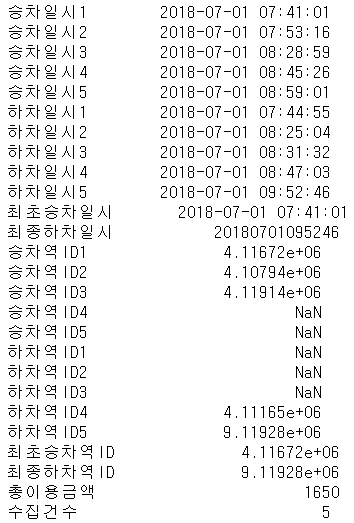 승차일시1 2018-07-01 07:41:01
승차일시2 2018-07-01 07:53:16
승차일시3 2018-07-01 08:28:59
승차일시4 2018-07-01 08:45:26
승차일시5 2018-07-01 08:59:01
하차일시1 2018-07-01 07:44:55
하차일시2 2018-07-01 08:25:04
하차일시3 2018-07-01 08:31:32
하차일시4 2018-07-01 08:47:03
하차일시5 2018-07-01 09:52:46
최초승차일시 2018-07-01 07:41:01
최종하차일시 20180701095246
승차역ID1 4.11672e+06
승차역ID2 4.10794e+06
승차역ID3 4.11914e+06
승차역ID4 NaN
승차역ID5 NaN
하차역ID1 NaN
하차역ID2 NaN
하차역ID3 NaN
하차역ID4 4.11165e+06
하차역ID5 9.11928e+06
최초승차역ID 4.11672e+06
최종하차역ID 9.11928e+06
총이용금액 1650
수집건수 5